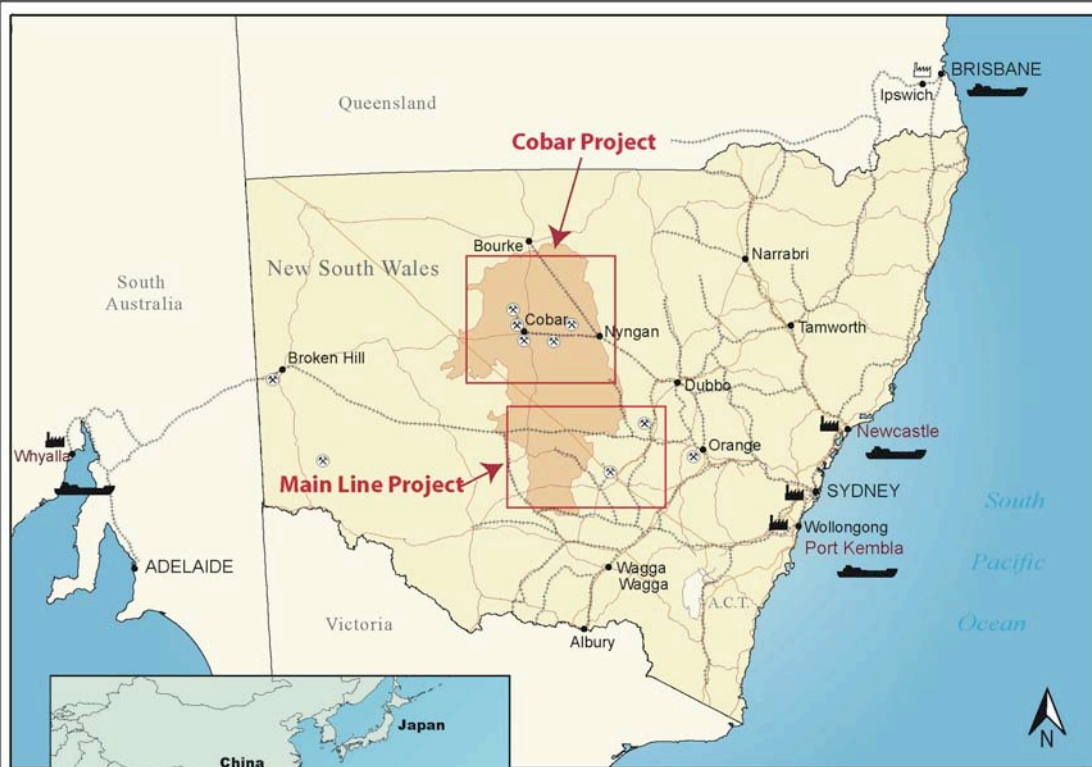 BRISBANE
Ipswich
Queensland
Cobar Project
Bourke
New South Wales
Narrabri
South
Australia
Cobar
Nyngan
Tamworth
Broken Hill
Dubbo
Newcastle
Orange
Whyalla
Main Line Project
SYDNEY
South
Wollongong
Port Kembla
Pacific
ADELAIDE
Wagga
Wagga
A.C.T.
Victoria
Ocean
Albury
Japan
China
N